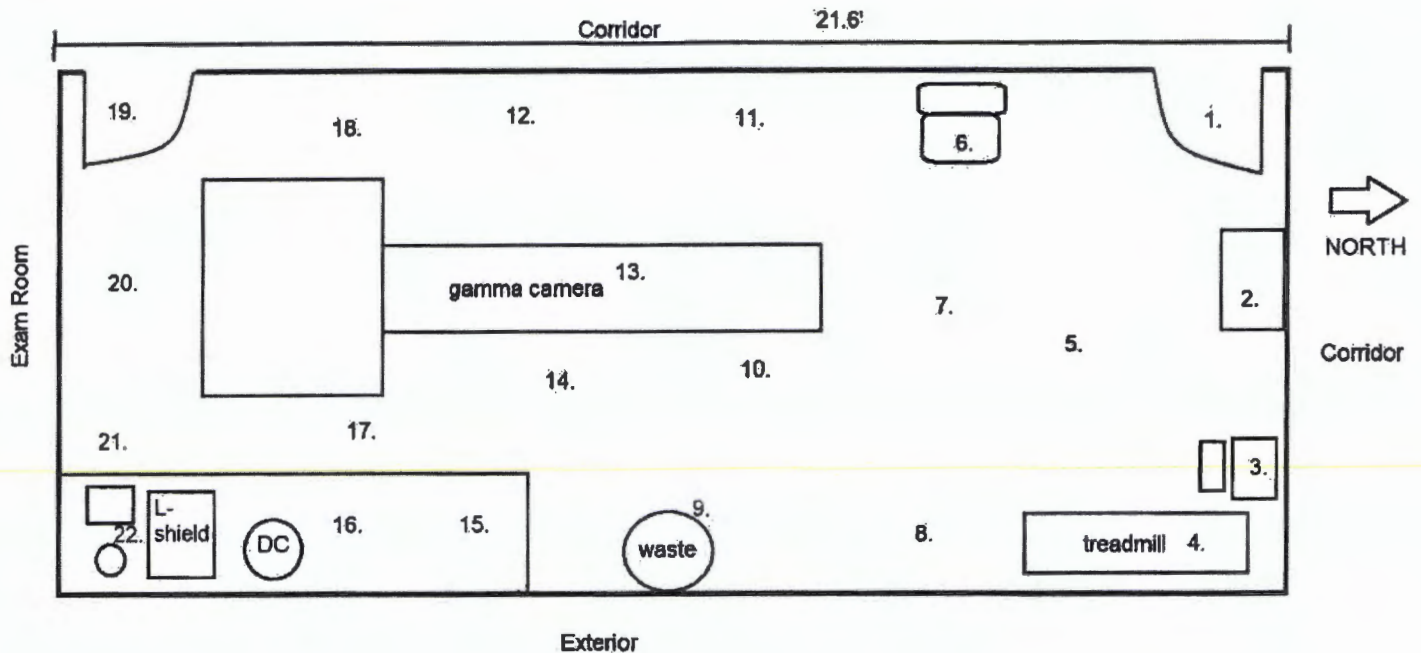 Corridor 21.6'
19. 18. 12. 11. 6. 1.
NORTH
Exam Room
20. gamma camera 13. 7. 5. 2.
Corridor
14. 10.
21. 17. 3.
22. L-
shield DC 16. 15. waste 9. 8. treadmill 4.
Exterior